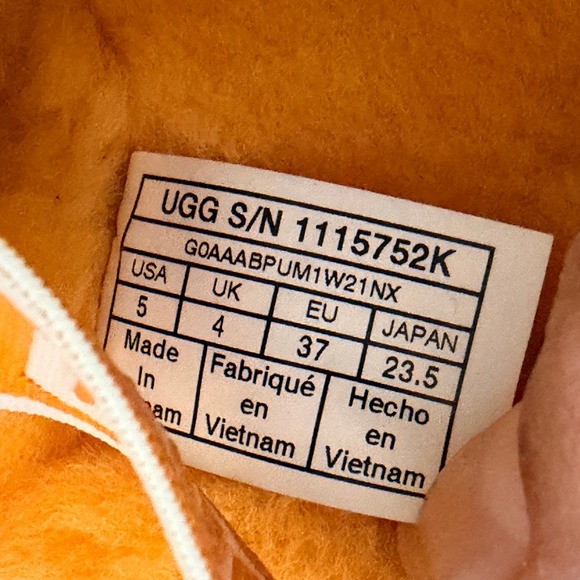 UGG S/N 1115752K
G0AAABPUM1W21NX
USA UK EU JAPAN
5 4 37 23.5
Made
In
Fabriqué
en
Vietnam
Hecho
en
Vietnam